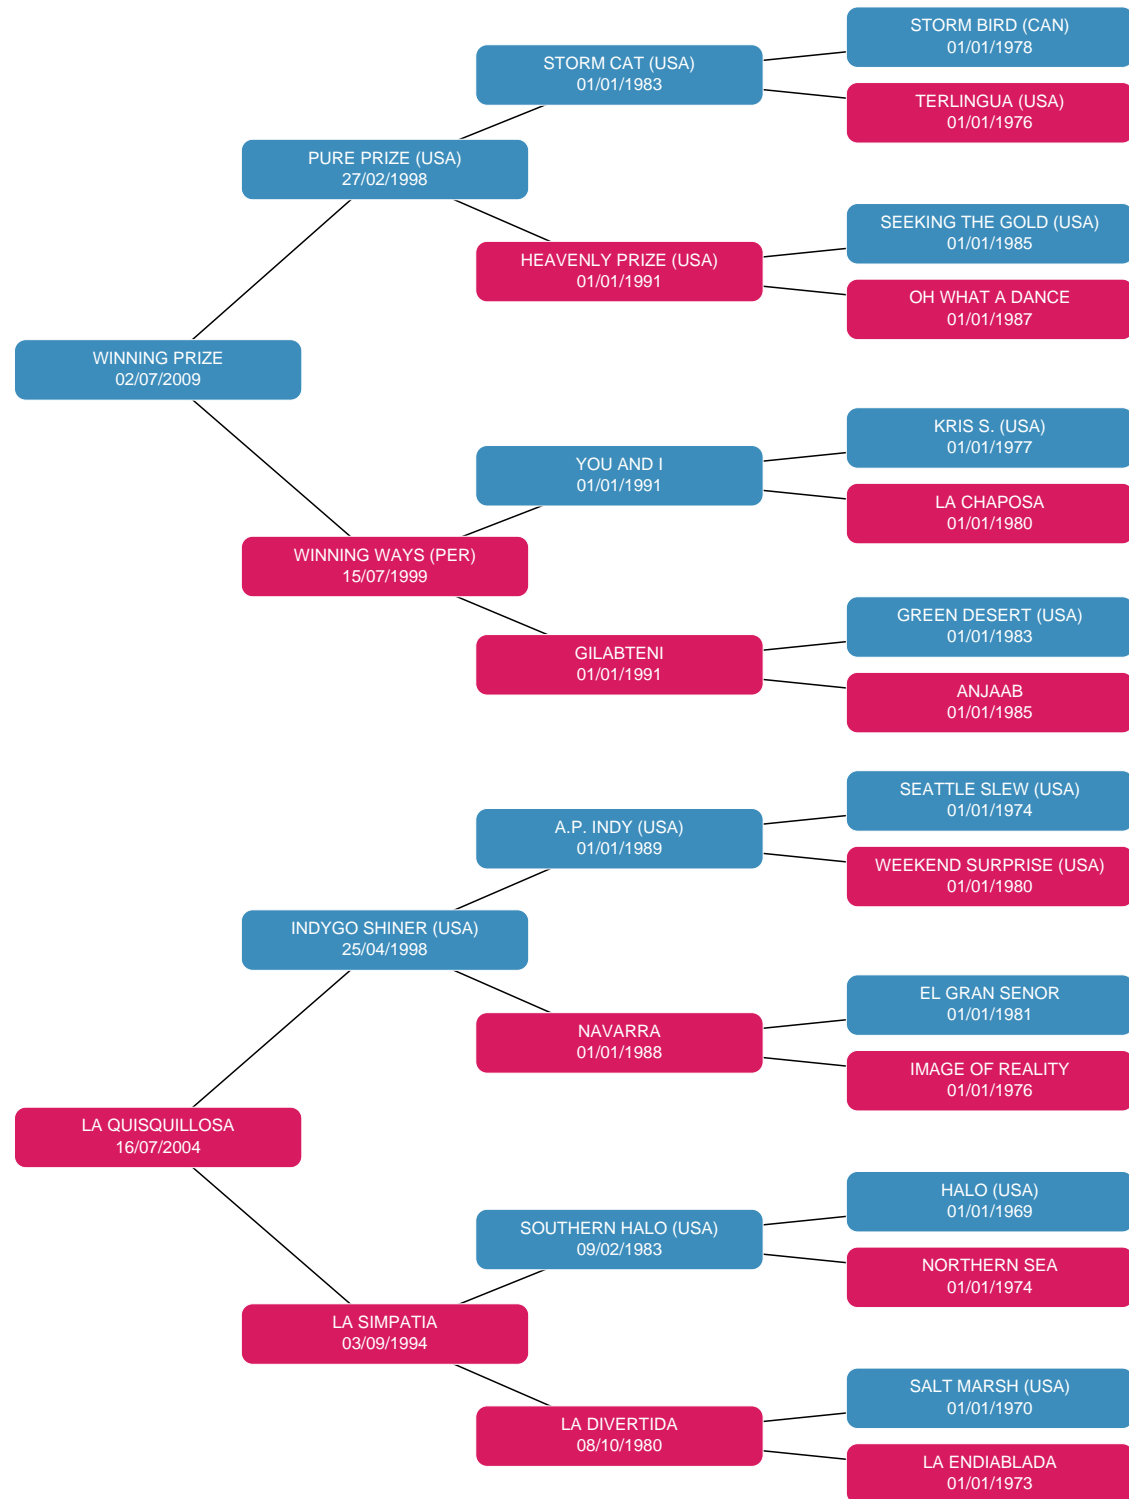 STORM BIRD (CAN)
01/01/1978
STORM CAT (USA)
01/01/1983
TERLINGUA (USA)
01/01/1976
PURE PRIZE (USA)
27/02/1998
SEEKING THE GOLD (USA)
01/01/1985
HEAVENLY PRIZE (USA)
01/01/1991
OH WHAT A DANCE
01/01/1987
WINNING PRIZE
02/07/2009
KRIS S. (USA)
01/01/1977
YOU AND I
01/01/1991
LA CHAPOSA
01/01/1980
WINNING WAYS (PER)
15/07/1999
GREEN DESERT (USA)
01/01/1983
GILABTENI
01/01/1991
ANJAAB
01/01/1985
SEATTLE SLEW (USA)
01/01/1974
A.P. INDY (USA)
01/01/1989
WEEKEND SURPRISE (USA)
01/01/1980
INDYGO SHINER (USA)
25/04/1998
EL GRAN SENOR
01/01/1981
NAVARRA
01/01/1988
IMAGE OF REALITY
01/01/1976
LA QUISQUILLOSA
16/07/2004
HALO (USA)
01/01/1969
SOUTHERN HALO (USA)
09/02/1983
NORTHERN SEA
01/01/1974
LA SIMPATIA
03/09/1994
SALT MARSH (USA)
01/01/1970
LA DIVERTIDA
08/10/1980
LA ENDIABLADA
01/01/1973